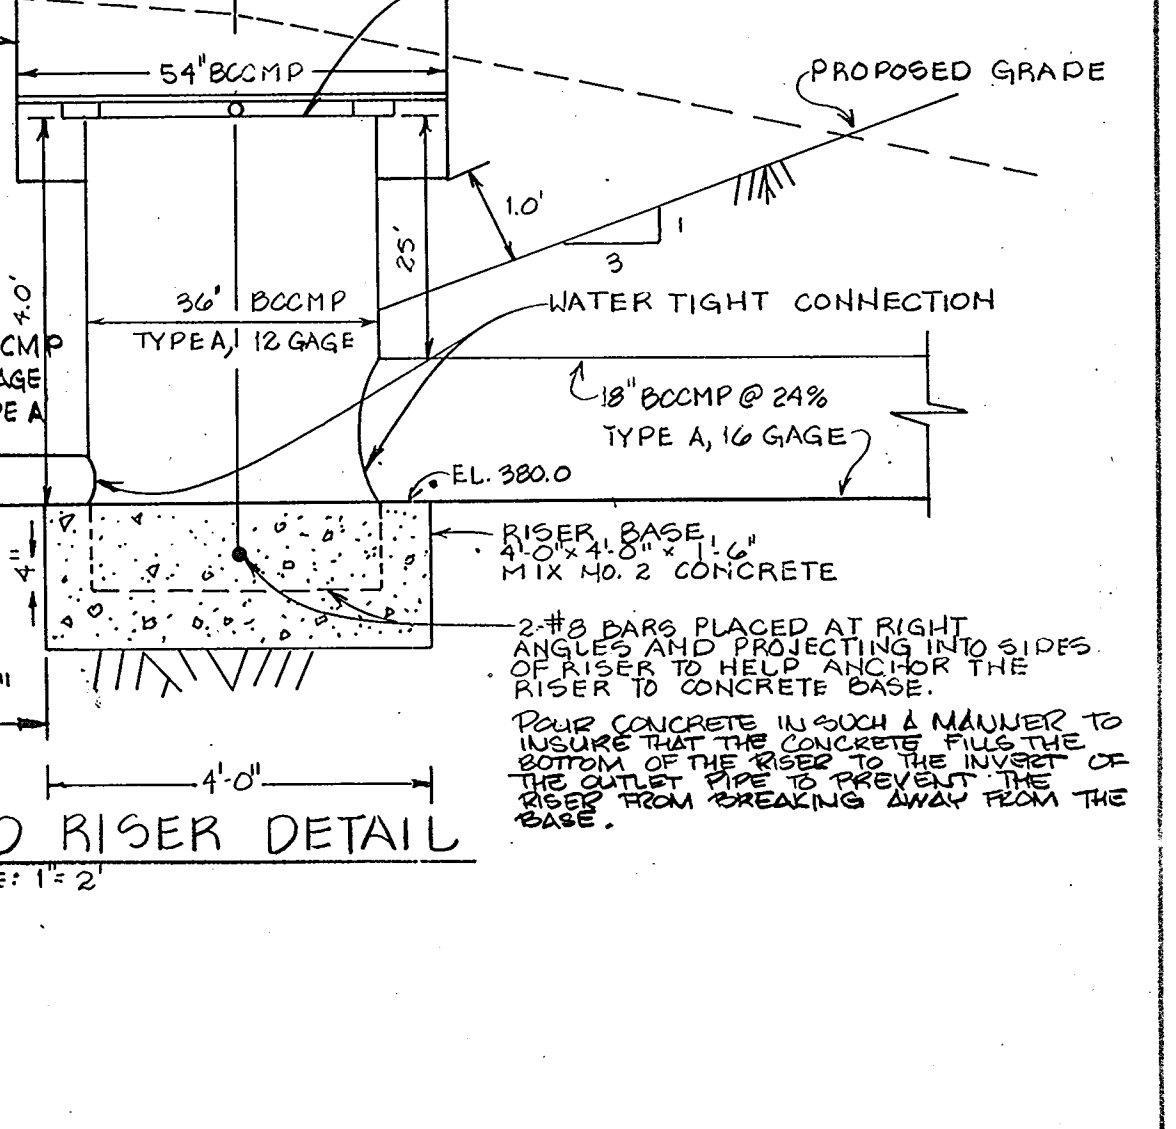 54" BCCMP
PROPOSED GRADE
1.0'
1
3
25'
4.0'
36" BCCMP
TYPE A, 12 GAGE
WATER TIGHT CONNECTION
CMP
AGE
PE A
18" BCCMP @ 24%
TYPE A, 16 GAGE
EL. 380.0
RISER BASE
4'-0" x 4'-0" x 1'-6"
MIX NO. 2 CONCRETE
4"
2-#8 BARS PLACED AT RIGHT
ANGLES AND PROJECTING INTO SIDES
OF RISER TO HELP ANCHOR THE
RISER TO CONCRETE BASE.
POUR CONCRETE IN SUCH A MANNER TO
INSURE THAT THE CONCRETE FILLS THE
BOTTOM OF THE RISER TO THE INVERT OF
THE OUTLET PIPE TO PREVENT THE
RISER FROM BREAKING AWAY FROM THE
BASE.
4'-0"
D RISER DETAIL
E: 1" = 2'